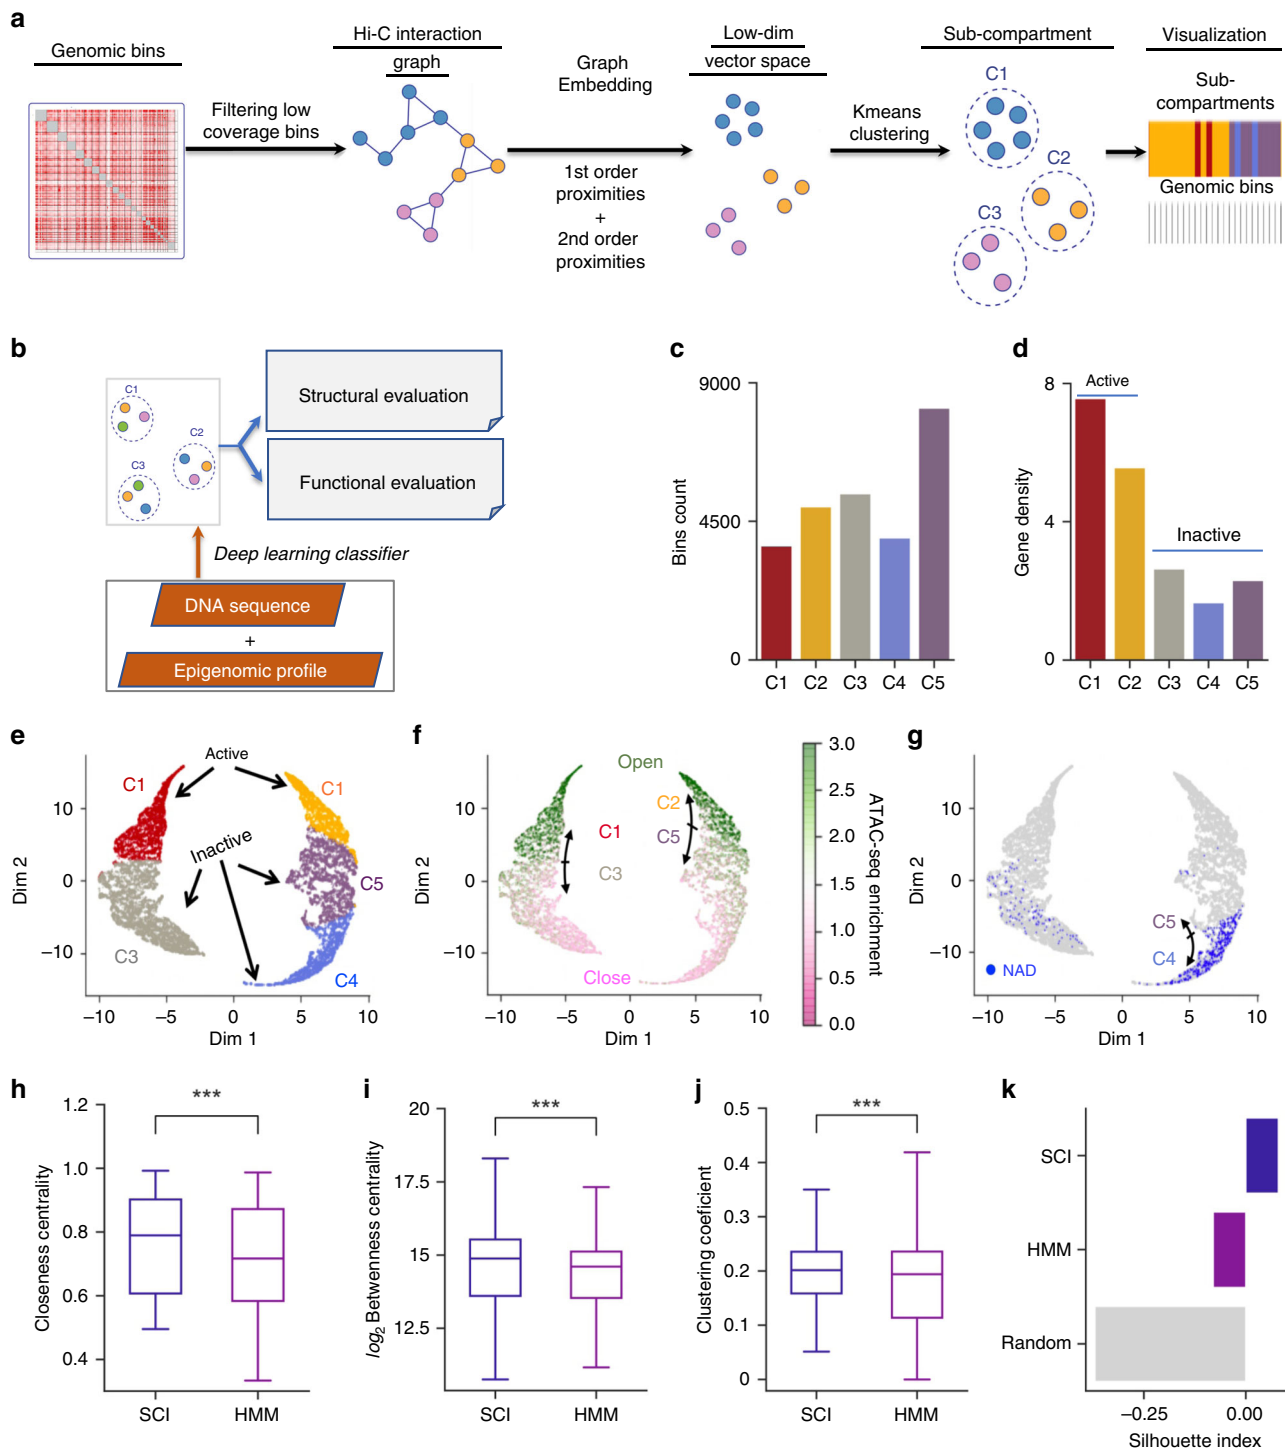 a
Genomic bins
Filtering low
coverage bins
Hi-C interaction
graph
Graph
Embedding
1st order
proximities
+
2nd order
proximities
Low-dim
vector space
Kmeans
clustering
Sub-compartment
C1
C2
C3
Visualization
Sub-
compartments
Genomic bins
b
C1
C2
C3
Structural evaluation
Functional evaluation
Deep learning classifier
DNA sequence
+
Epigenomic profile
c
Bins count
9000
4500
0
C1 C2 C3 C4 C5
d
Gene density
8
4
0
Active
Inactive
C1 C2 C3 C4 C5
e
Dim 2
10
0
−10
Active
C1
C1
Inactive
C5
C3
C4
−10 −5 0 5 10
Dim 1
f
Dim 2
10
0
−10
Open
C2
C1
C5
C3
Close
−10 −5 0 5 10
Dim 1
3.0
2.0
1.5
1.0
0.5
0.0
ATAC-seq enrichment
g
Dim 2
10
0
−10
C5
C4
NAD
−10 −5 0 5 10
Dim 1
h
Closeness centrality
1.2
1.0
0.8
0.6
0.4
***
SCI HMM
i
log2 Betwenness centrality
20
17.5
15
12.5
***
SCI HMM
j
Clustering coeficient
0.5
0.4
0.3
0.2
0.1
0
***
SCI HMM
k
SCI
HMM
Random
−0.25 0.00
Silhouette index